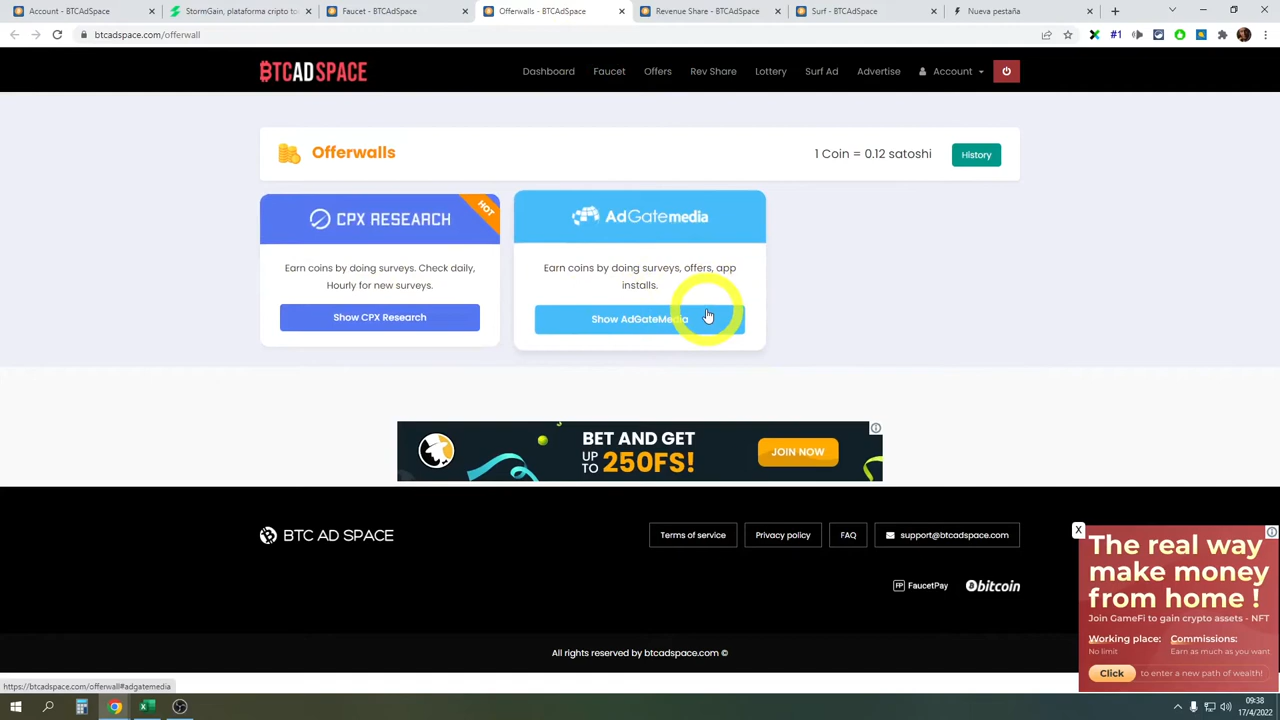 Account - BTCAdSpace
StormGain, plataforma cripto to
Faucet - BTCAdSpace
Offerwalls - BTCAdSpace
Revenue Share - BTCAdSpace
Surf - BTCAdSpace
Nueva pestaña
btcadspace.com/offerwall
#1
BTCADSPACE
Dashboard
Faucet
Offers
Rev Share
Lottery
Surf Ad
Advertise
Account
Offerwalls
1 Coin = 0.12 satoshi
History
CPX RESEARCH
HOT
AdGatemedia
Earn coins by doing surveys. Check daily,
Hourly for new surveys.
Show CPX Research
Earn coins by doing surveys, offers, app
installs.
Show AdGateMedia
BET AND GET
UP TO 250FS!
JOIN NOW
BTC AD SPACE
Terms of service
Privacy policy
FAQ
support@btcadspace.com
FP FaucetPay
bitcoin
All rights reserved by btcadspace.com ©
X
The real way
make money
from home !
Join GameFi to gain crypto assets - NFT
Working place:
No limit
Commissions:
Earn as much as you want
Click
to enter a new path of wealth!
https://btcadspace.com/offerwall#adgatemedia
09:38
17/4/2022